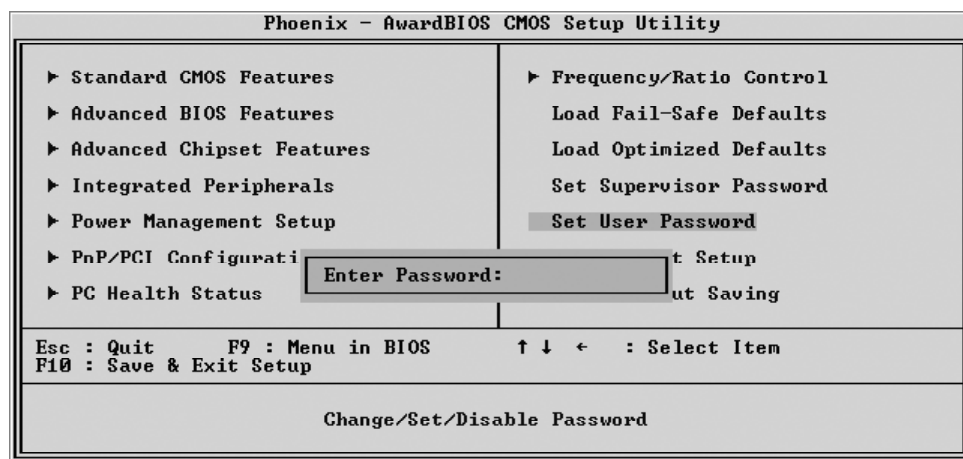 Phoenix - AwardBIOS CMOS Setup Utility
▶ Standard CMOS Features
▶ Advanced BIOS Features
▶ Advanced Chipset Features
▶ Integrated Peripherals
▶ Power Management Setup
▶ PnP/PCI Configurati
▶ PC Health Status
▶ Frequency/Ratio Control
Load Fail-Safe Defaults
Load Optimized Defaults
Set Supervisor Password
Set User Password
t Setup
ut Saving
Enter Password:
Esc : Quit F9 : Menu in BIOS ↑ ↓ ← : Select Item
F10 : Save & Exit Setup
Change/Set/Disable Password